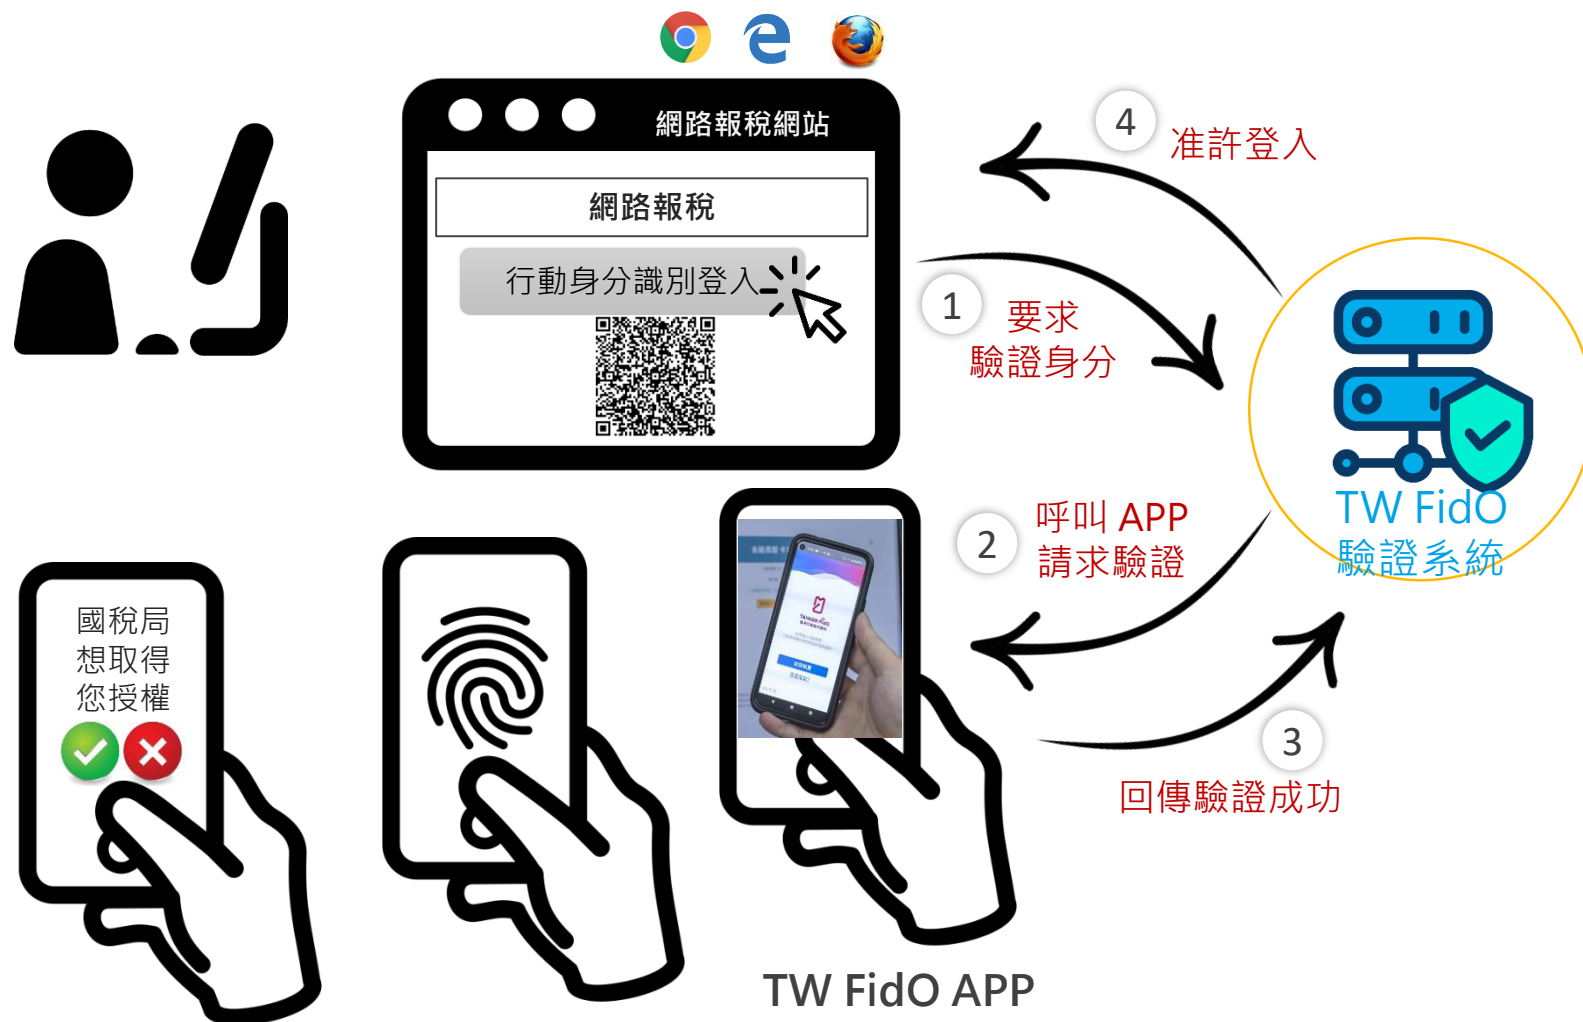 網路報稅網站
網路報稅
行動身分識別登入
4
准許登入
1
要求
驗證身分
TW FidO
驗證系統
2
呼叫 APP
請求驗證
3
回傳驗證成功
國稅局
想取得
您授權
TAIWAN FidO
TW FidO APP